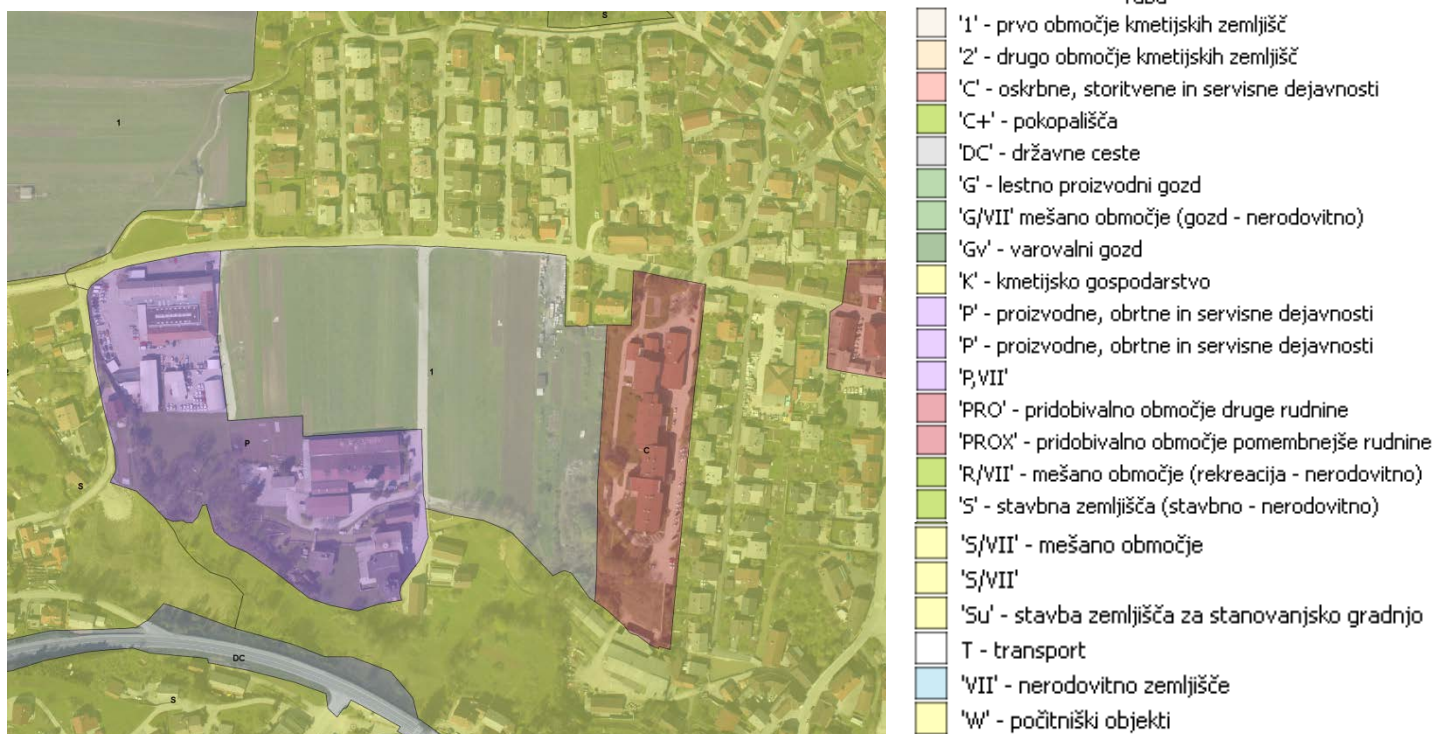 S
1
1
P
S
C
DC
S
'1' - prvo območje kmetijskih zemljišč
'2' - drugo območje kmetijskih zemljišč
'C' - oskrbne, storitvene in servisne dejavnosti
'C+' - pokopališča
'DC' - državne ceste
'G' - lestno proizvodni gozd
'G/VII' mešano območje (gozd - nerodovitno)
'Gv' - varovalni gozd
'K' - kmetijsko gospodarstvo
'P' - proizvodne, obrtne in servisne dejavnosti
'P' - proizvodne, obrtne in servisne dejavnosti
'P,VII'
'PRO' - pridobivalno območje druge rudnine
'PROX' - pridobivalno območje pomembnejše rudnine
'R/VII' - mešano območje (rekreacija - nerodovitno)
'S' - stavbna zemljišča (stavbno - nerodovitno)
'S/VII' - mešano območje
'S/VII'
'Su' - stavba zemljišča za stanovanjsko gradnjo
T - transport
'VII' - nerodovitno zemljišče
'W' - počitniški objekti